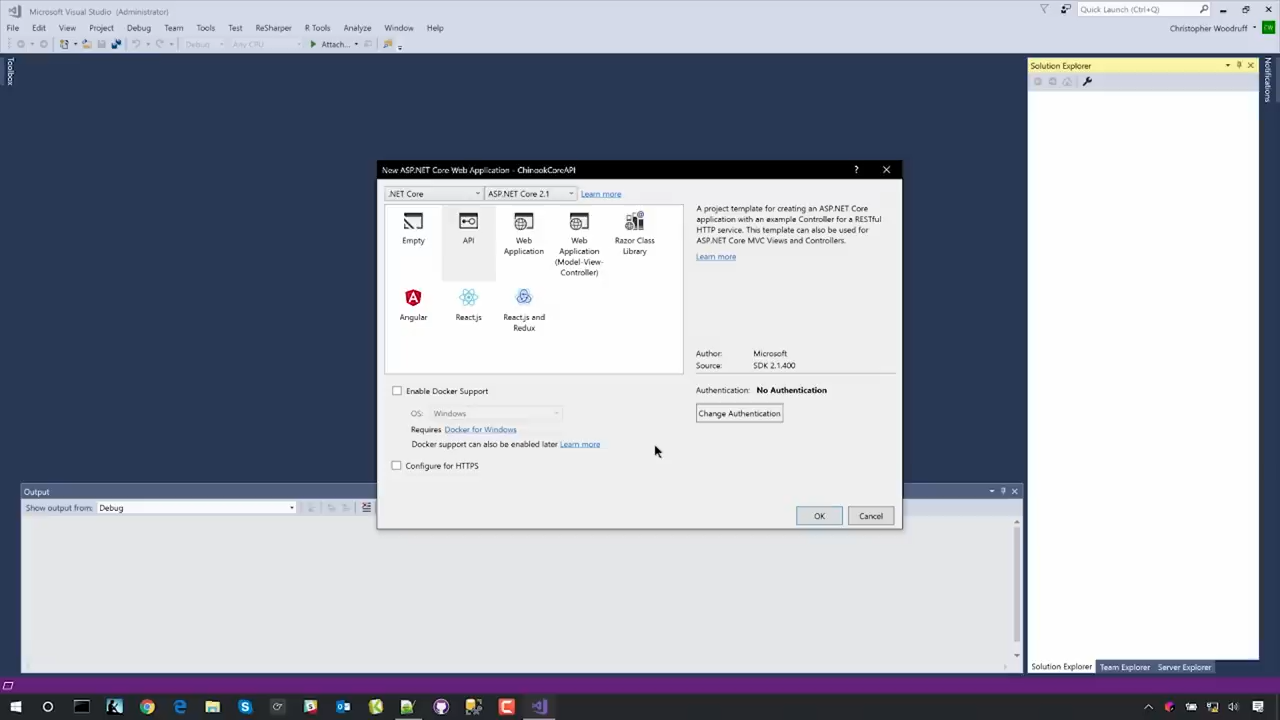 Microsoft Visual Studio (Administrator)
Quick Launch (Ctrl+Q)
File Edit View Project Debug Team Tools Test ReSharper R Tools Analyze Window Help
Christopher Woodruff
CW
Debug Any CPU Attach...
Toolbox
Solution Explorer
Notifications
New ASP.NET Core Web Application - ChinookCoreAPI
.NET Core ASP.NET Core 2.1 Learn more
Empty
API
Web
Application
Web
Application
(Model-View-
Controller)
Razor Class
Library
Angular
React.js
React.js and
Redux
A project template for creating an ASP.NET Core
application with an example Controller for a RESTful
HTTP service. This template can also be used for
ASP.NET Core MVC Views and Controllers.
Learn more
Author: Microsoft
Source: SDK 2.1.400
Authentication: No Authentication
Change Authentication
Enable Docker Support
OS: Windows
Requires Docker for Windows
Docker support can also be enabled later Learn more
Configure for HTTPS
OK Cancel
Output
Show output from: Debug
Solution Explorer Team Explorer Server Explorer